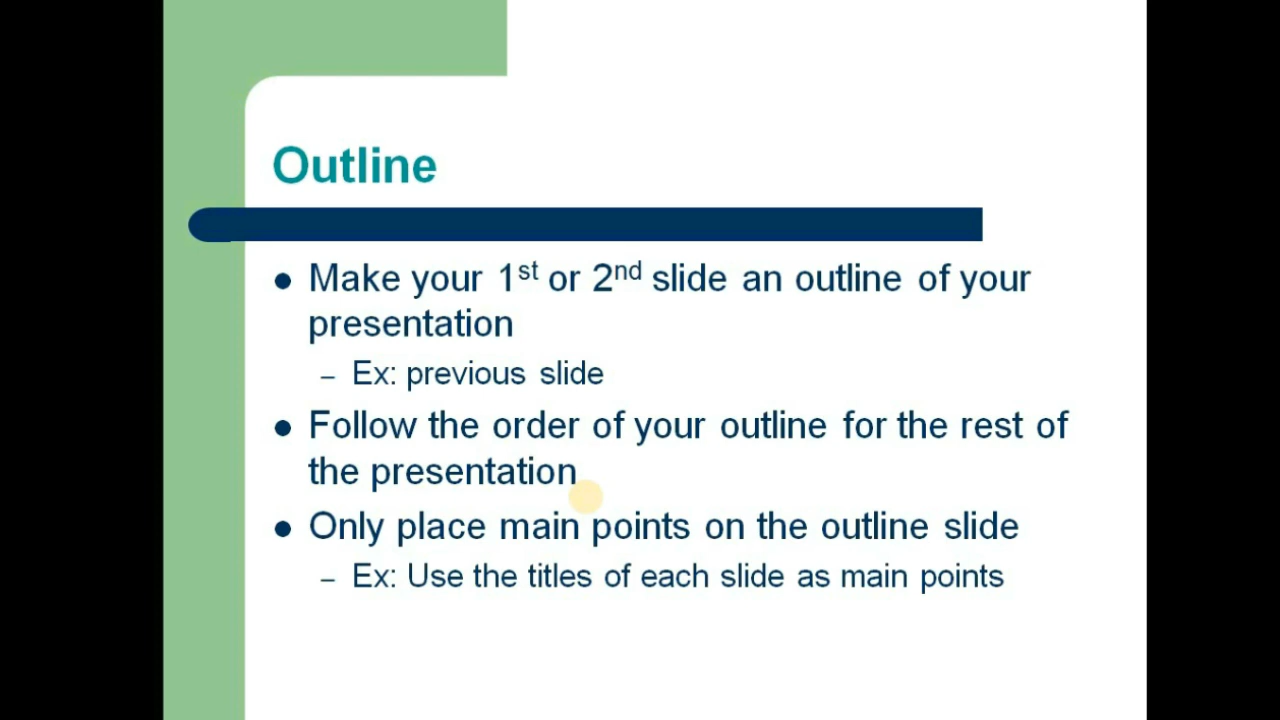 Outline
● Make your 1st or 2nd slide an outline of your
presentation
– Ex: previous slide
● Follow the order of your outline for the rest of
the presentation
● Only place main points on the outline slide
– Ex: Use the titles of each slide as main points